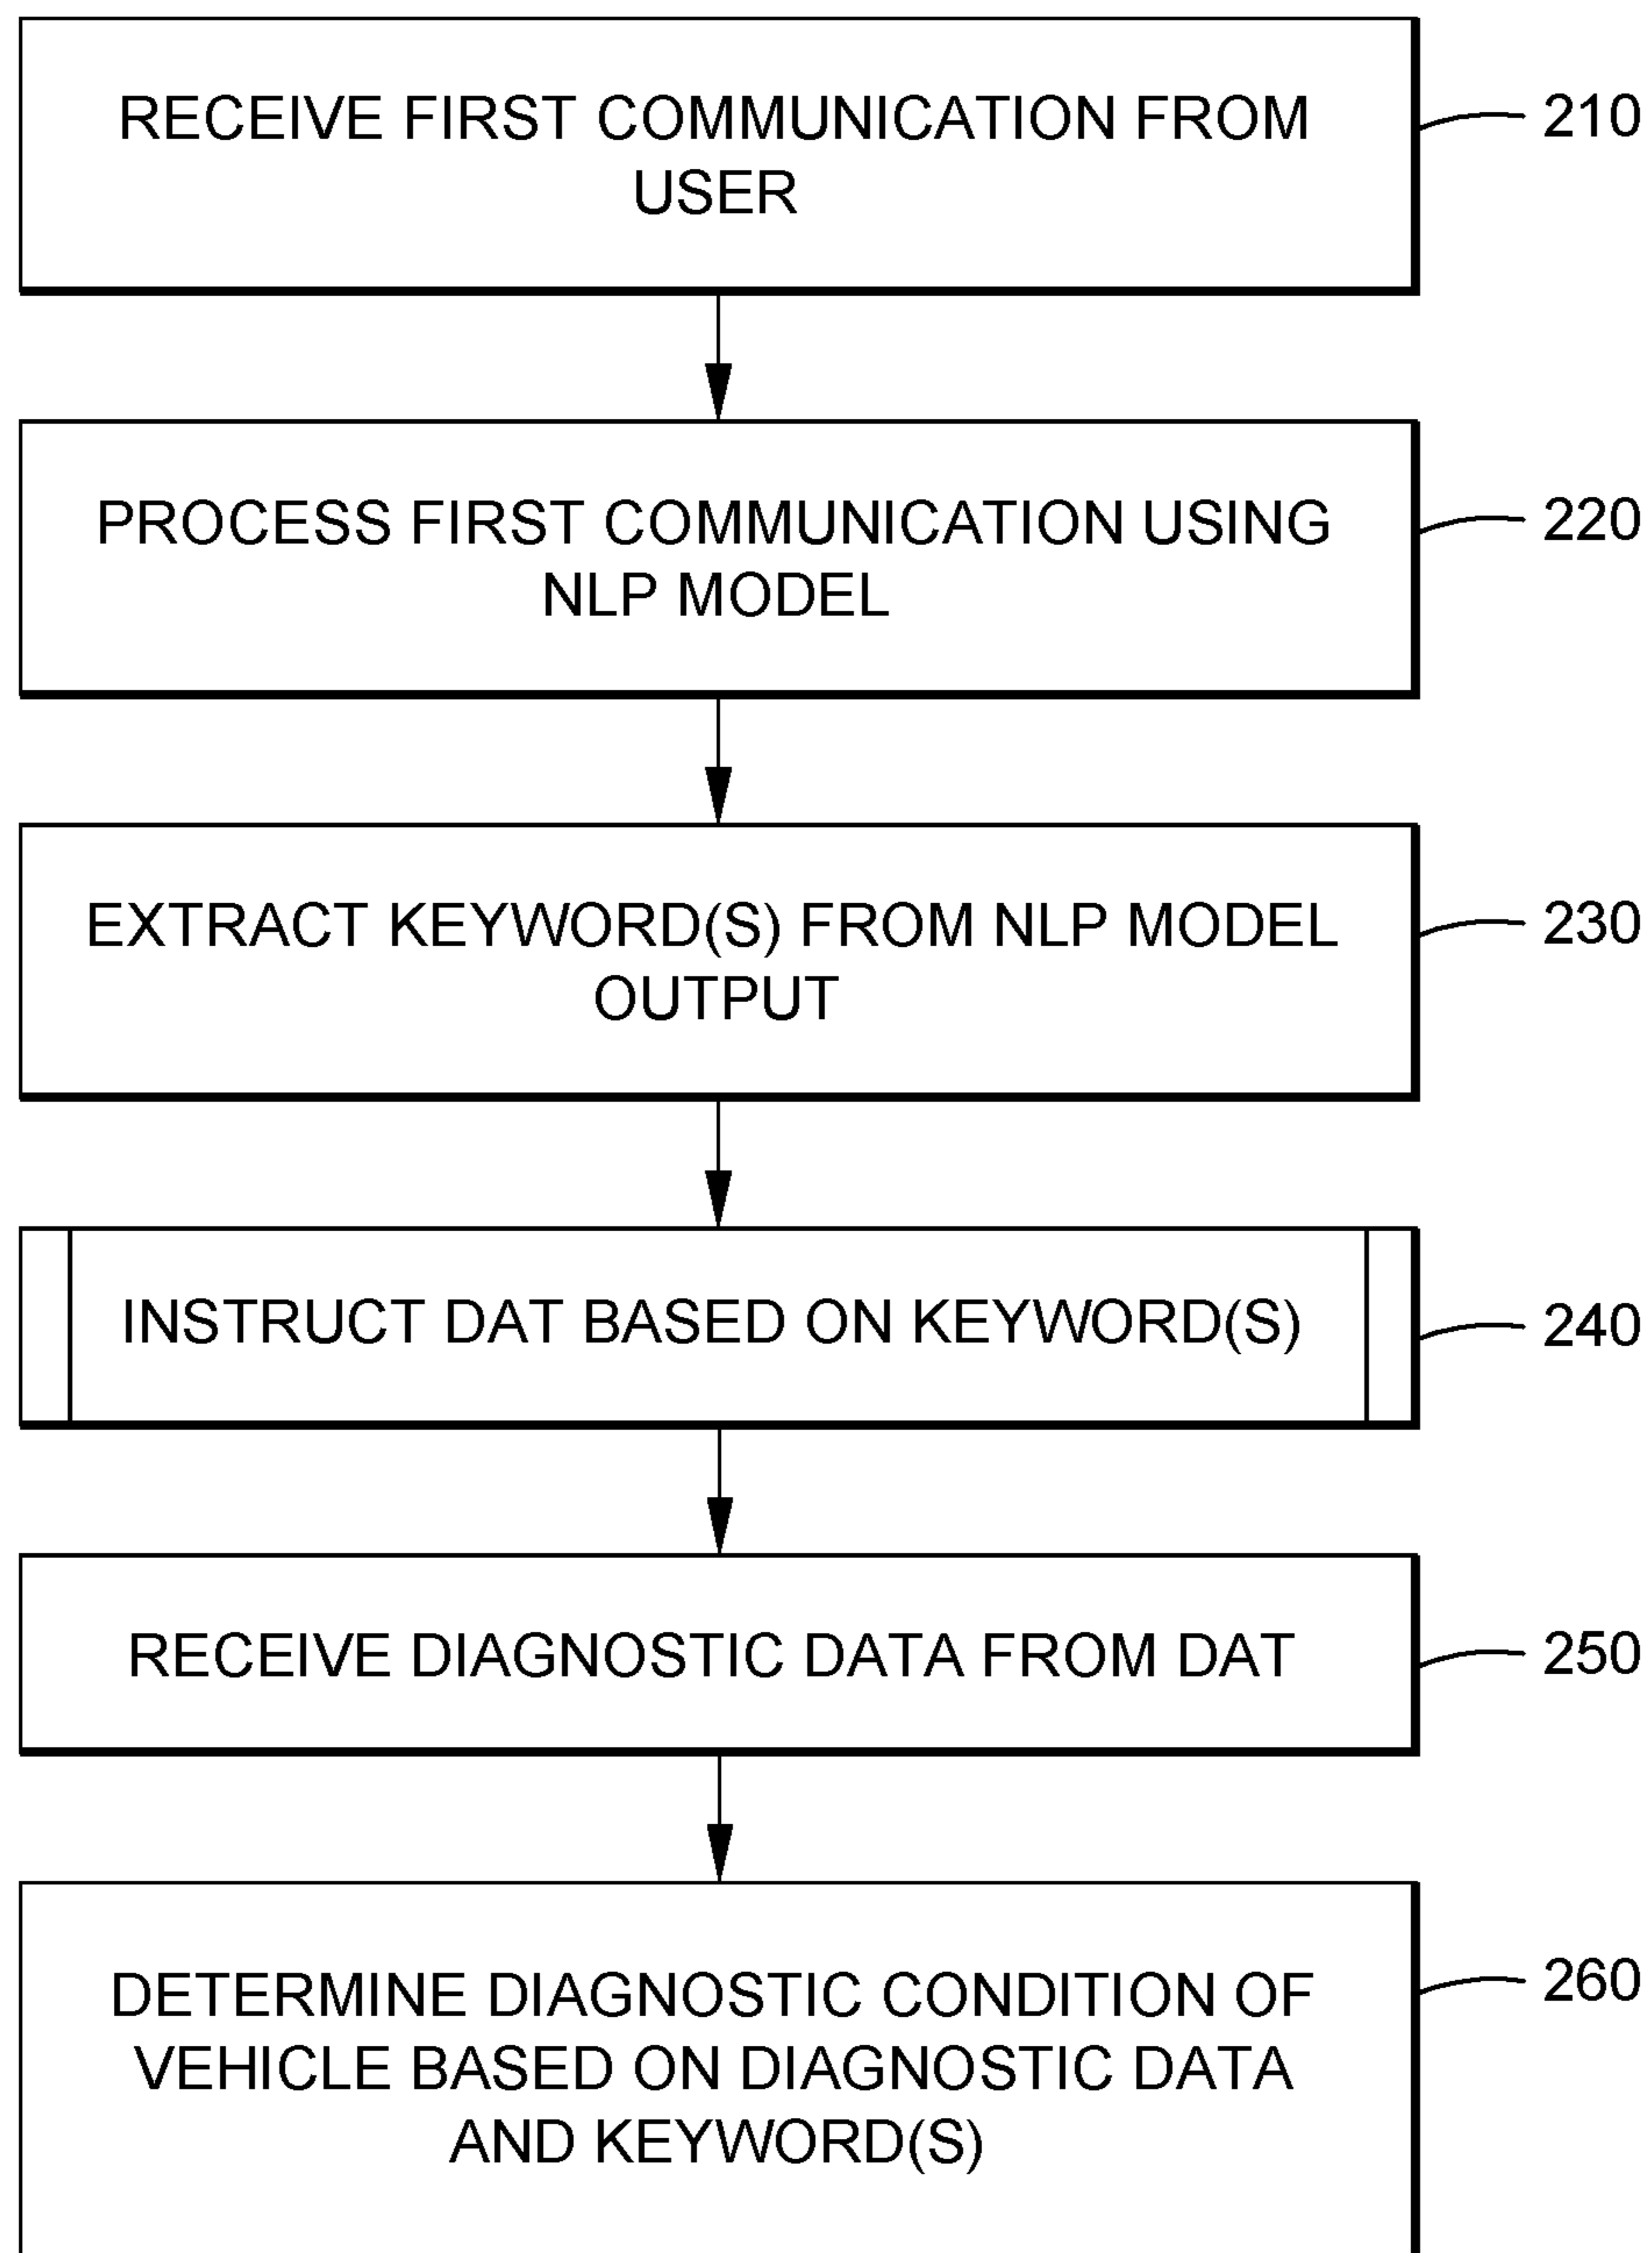 RECEIVE FIRST COMMUNICATION FROM
USER
210
PROCESS FIRST COMMUNICATION USING
NLP MODEL
220
EXTRACT KEYWORD(S) FROM NLP MODEL
OUTPUT
230
INSTRUCT DAT BASED ON KEYWORD(S)
240
RECEIVE DIAGNOSTIC DATA FROM DAT
250
DETERMINE DIAGNOSTIC CONDITION OF
VEHICLE BASED ON DIAGNOSTIC DATA
AND KEYWORD(S)
260